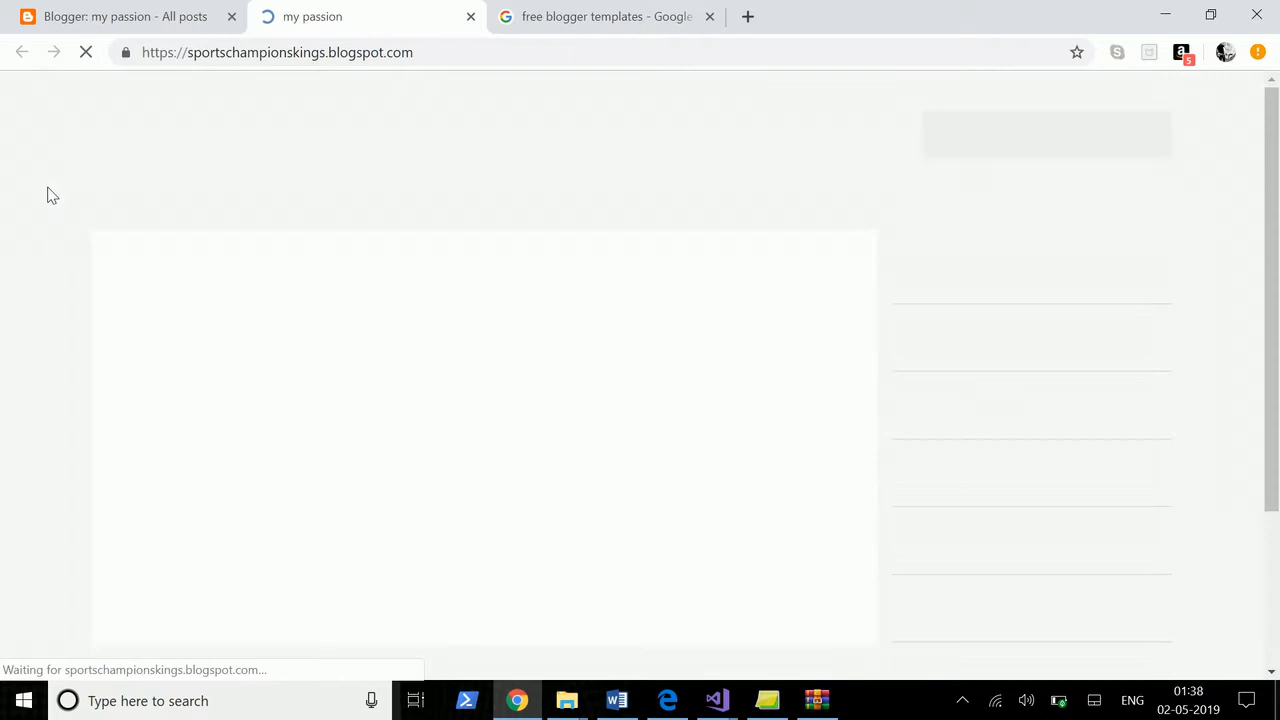 Blogger: my passion - All posts
my passion
free blogger templates - Google
https://sportschampionskings.blogspot.com
a
5
Waiting for sportschampionskings.blogspot.com...
Type here to search
ENG
01:38
02-05-2019